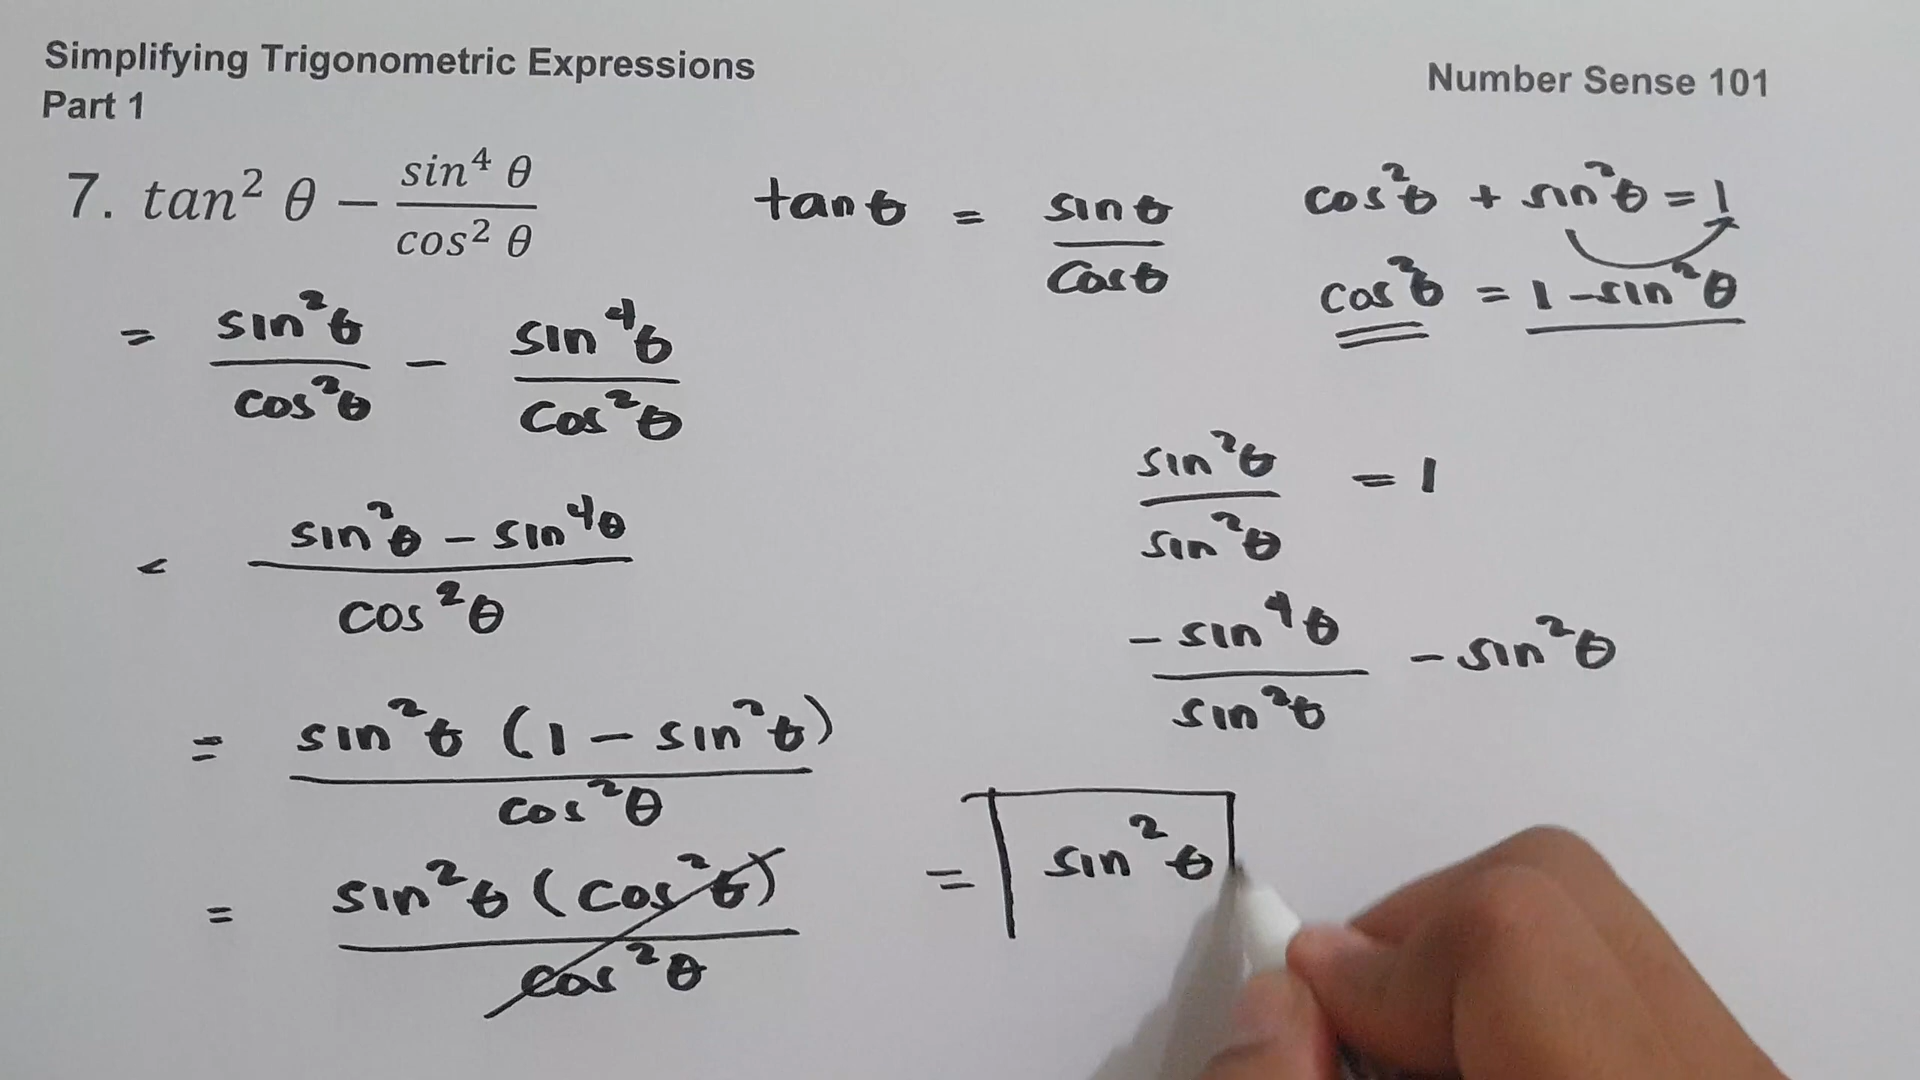 Simplifying Trigonometric Expressions
Part 1
Number Sense 101
7. tan² θ − sin⁴ θ / cos² θ
tanθ = sinθ / cosθ
cos²θ + sin²θ = 1
cos²θ = 1 − sin²θ
= sin²θ / cos²θ − sin⁴θ / cos²θ
= sin²θ − sin⁴θ / cos²θ
sin²θ / sin²θ = 1
− sin⁴θ / sin²θ − sin²θ
= sin²θ (1 − sin²θ) / cos²θ
= sin²θ (cos²θ) / cos²θ
= sin²θ